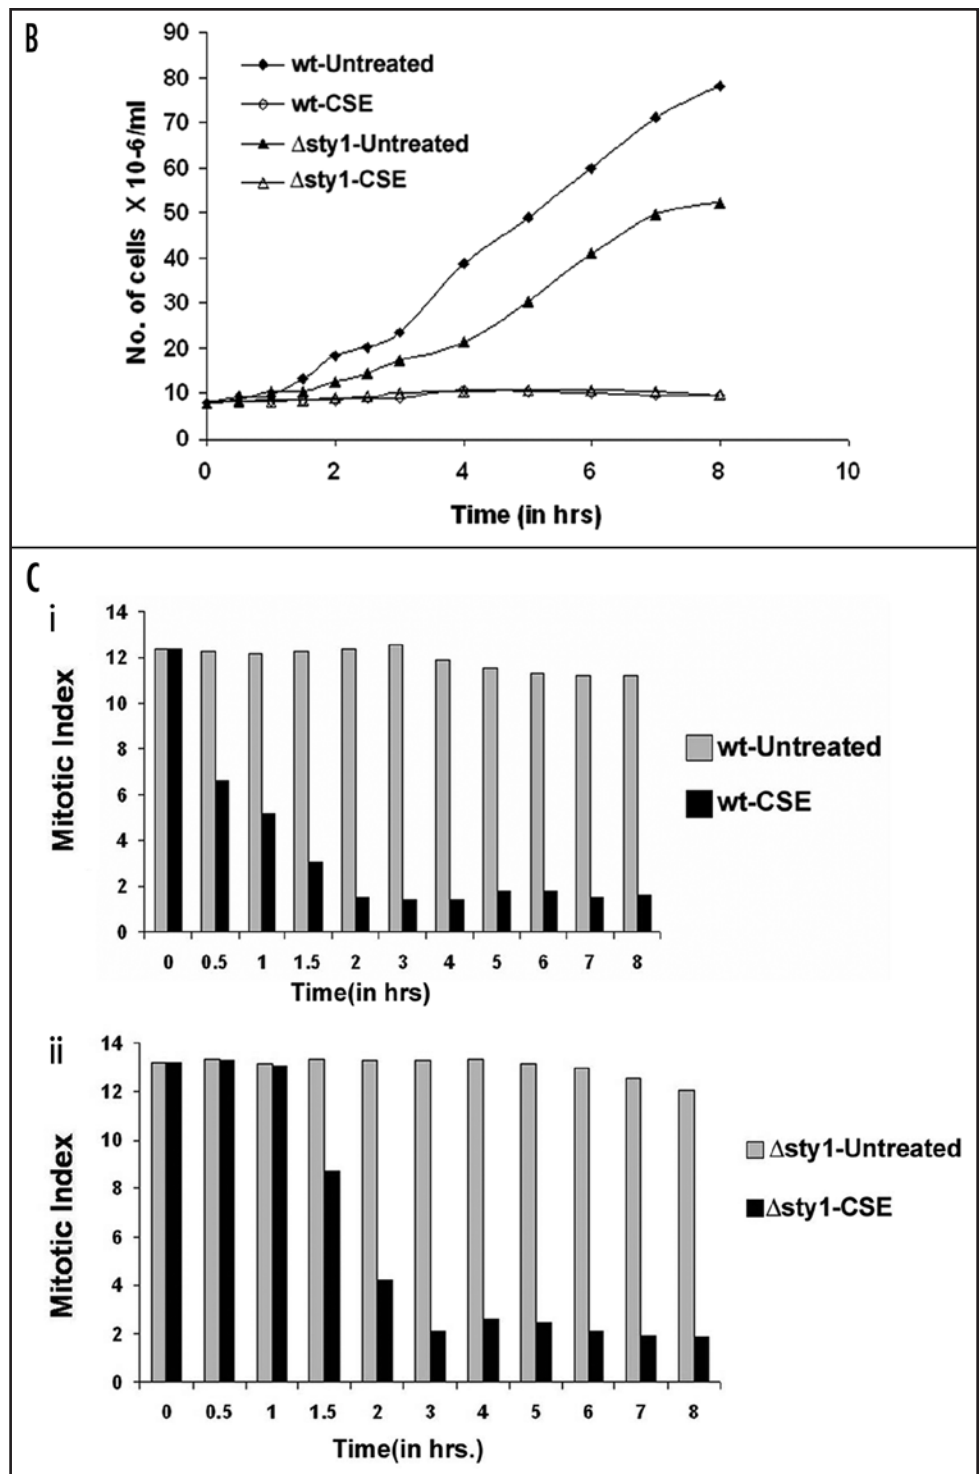 B
90
80
70
60
50
40
30
20
10
0
No. of cells X 10-6/ml
wt-Untreated
wt-CSE
Δsty1-Untreated
Δsty1-CSE
0 2 4 6 8 10
Time (in hrs)
C
i
14
12
10
8
6
4
2
0
Mitotic Index
wt-Untreated
wt-CSE
0 0.5 1 1.5 2 3 4 5 6 7 8
Time(in hrs)
ii
14
12
10
8
6
4
2
0
Mitotic Index
Δsty1-Untreated
Δsty1-CSE
0 0.5 1 1.5 2 3 4 5 6 7 8
Time(in hrs.)